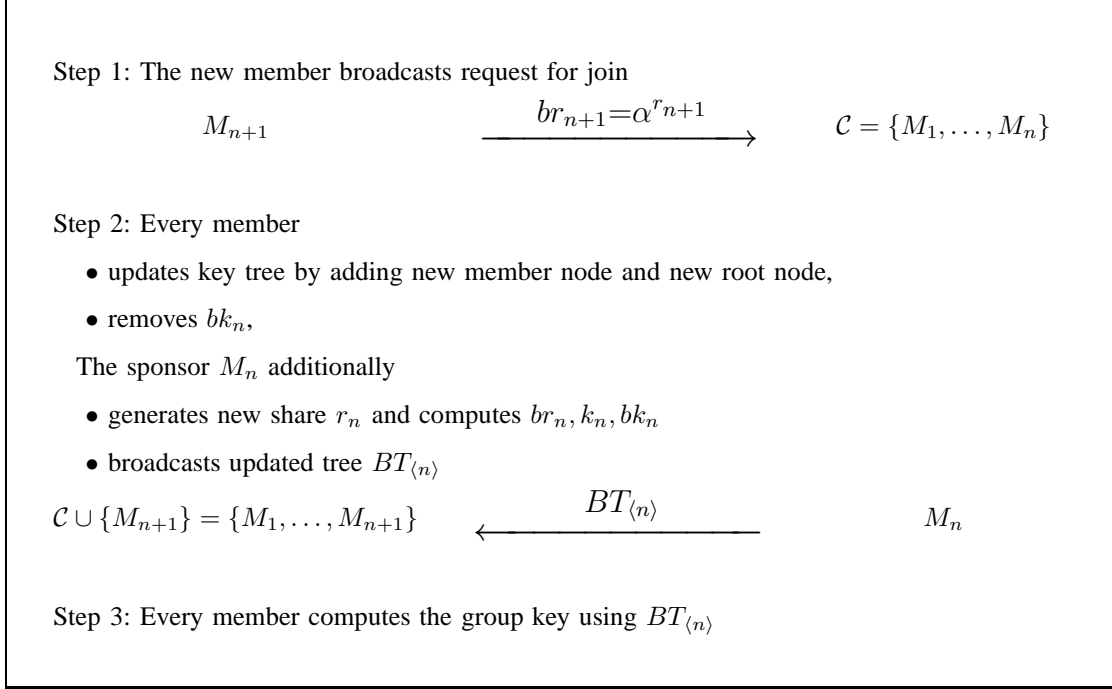 Step 1: The new member broadcasts request for join
br_{n+1}=α^{r_{n+1}}
M_{n+1} ⟶ 𝒞 = {M_1, . . . , M_n}
Step 2: Every member
• updates key tree by adding new member node and new root node,
• removes bk_n,
The sponsor M_n additionally
• generates new share r_n and computes br_n, k_n, bk_n
• broadcasts updated tree BT_{⟨n⟩}
BT_{⟨n⟩}
𝒞 ∪ {M_{n+1}} = {M_1, . . . , M_{n+1}} ⟵ M_n
Step 3: Every member computes the group key using BT_{⟨n⟩}